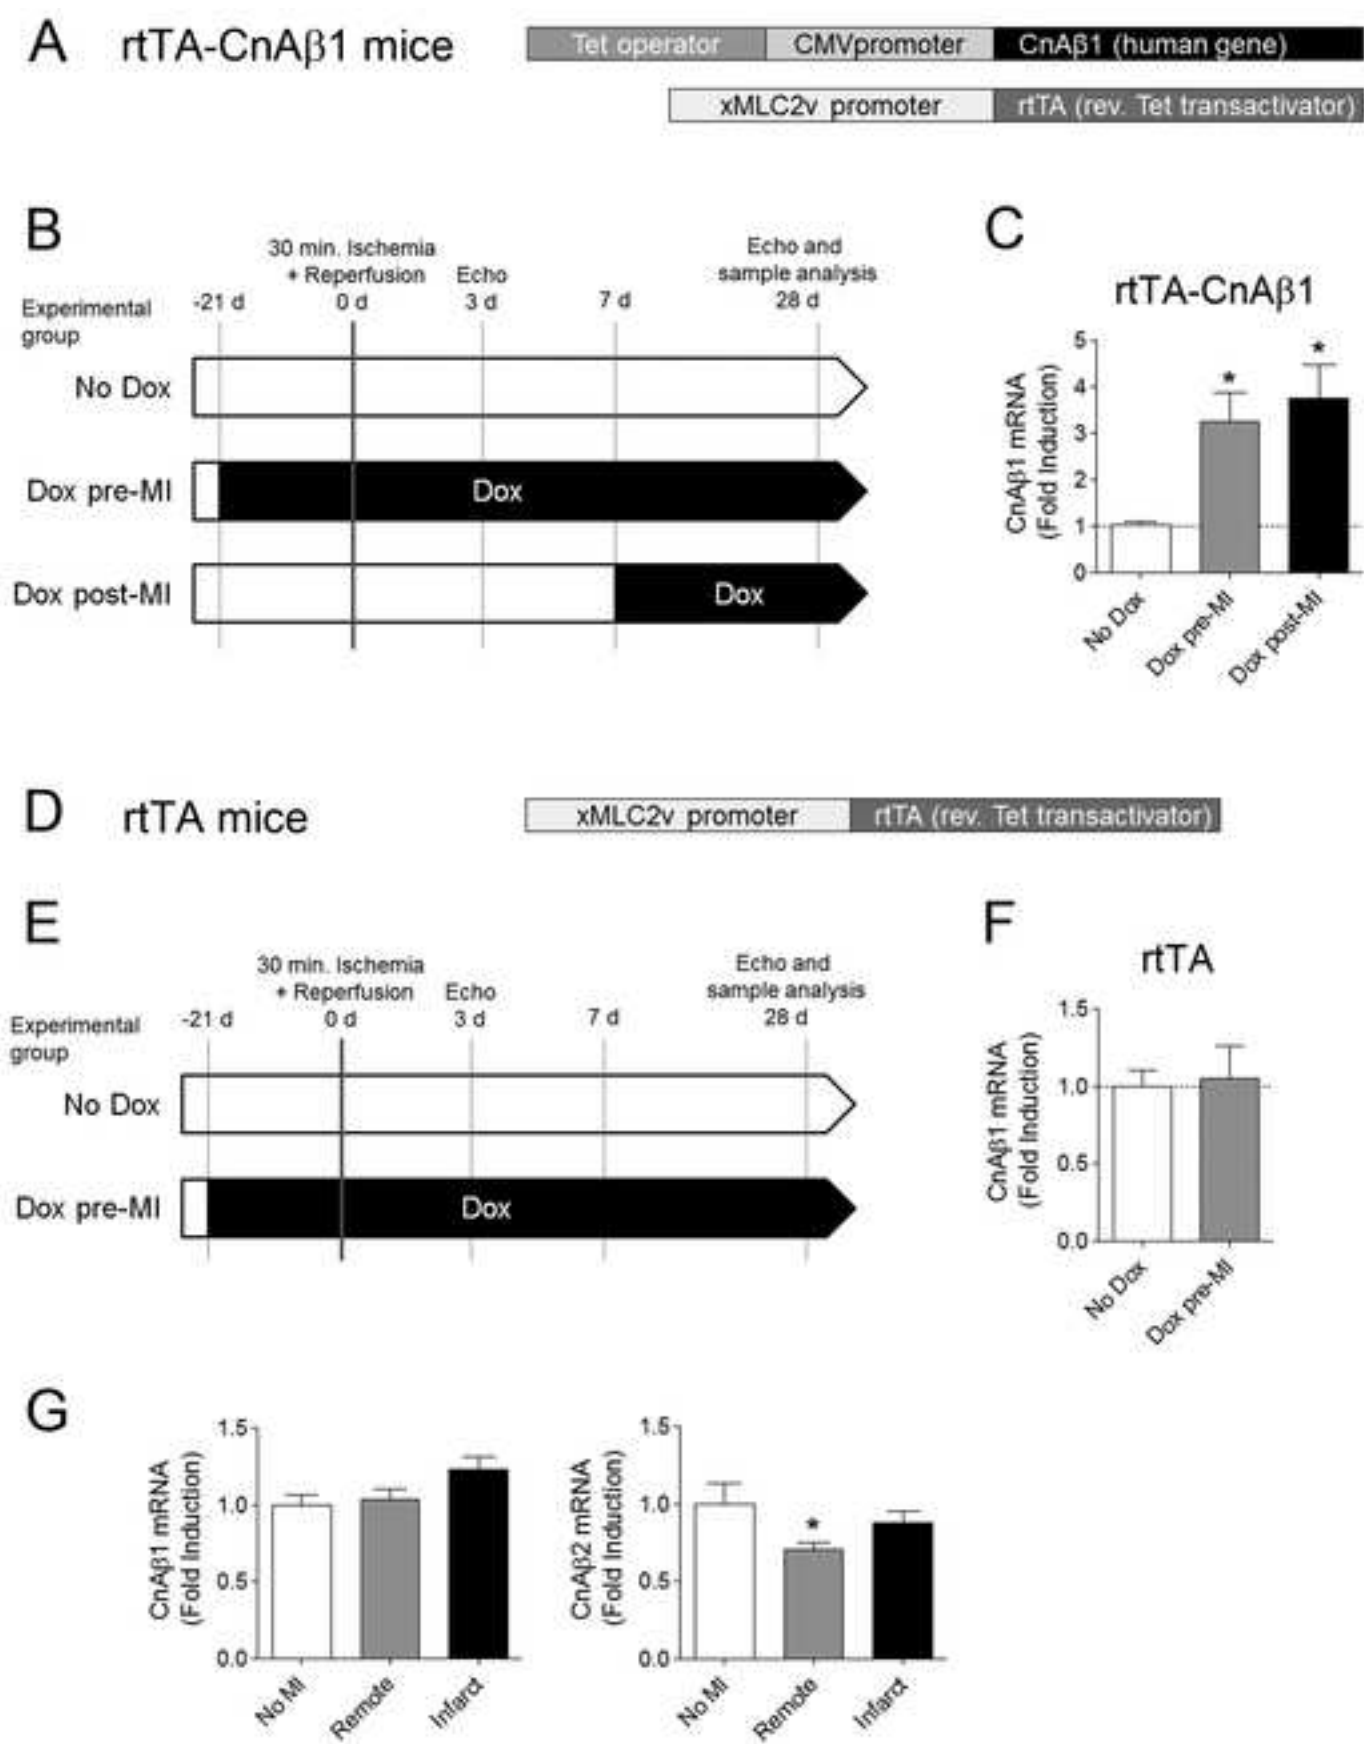 A rtTA-CnAβ1 mice
Tet operator CMVpromoter CnAβ1 (human gene)
xMLC2v promoter rtTA (rev. Tet transactivator)
B
30 min. Ischemia
+ Reperfusion
Echo
Echo and
sample analysis
Experimental
group
-21 d 0 d 3 d 7 d 28 d
No Dox
Dox pre-MI Dox
Dox post-MI Dox
C
rtTA-CnAβ1
CnAβ1 mRNA
(Fold Induction)
5
4
3
2
1
0
*
*
No Dox
Dox pre-MI
Dox post-MI
D rtTA mice
xMLC2v promoter rtTA (rev. Tet transactivator)
E
30 min. Ischemia
+ Reperfusion
Echo
Echo and
sample analysis
Experimental
group
-21 d 0 d 3 d 7 d 28 d
No Dox
Dox pre-MI Dox
F
rtTA
CnAβ1 mRNA
(Fold Induction)
1.5
1.0
0.5
0.0
No Dox
Dox pre-MI
G
CnAβ1 mRNA
(Fold Induction)
1.5
1.0
0.5
0.0
No MI
Remote
Infarct
CnAβ2 mRNA
(Fold Induction)
1.5
1.0
0.5
0.0
*
No MI
Remote
Infarct